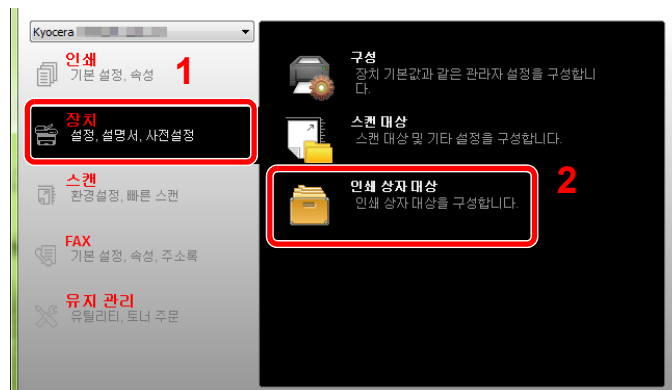 Kyocera
인쇄
기본 설정, 속성
1
장치
설정, 설명서, 사전설정
스캔
환경설정, 빠른 스캔
FAX
기본 설정, 속성, 주소록
유지 관리
유틸리티, 토너 주문
구성
장치 기본값과 같은 관라자 설정을 구성합니
다.
스캔 대상
스캔 대상 및 기타 설정을 구성합니다.
인쇄 상자 대상
인쇄 상자 대상을 구성합니다.
2